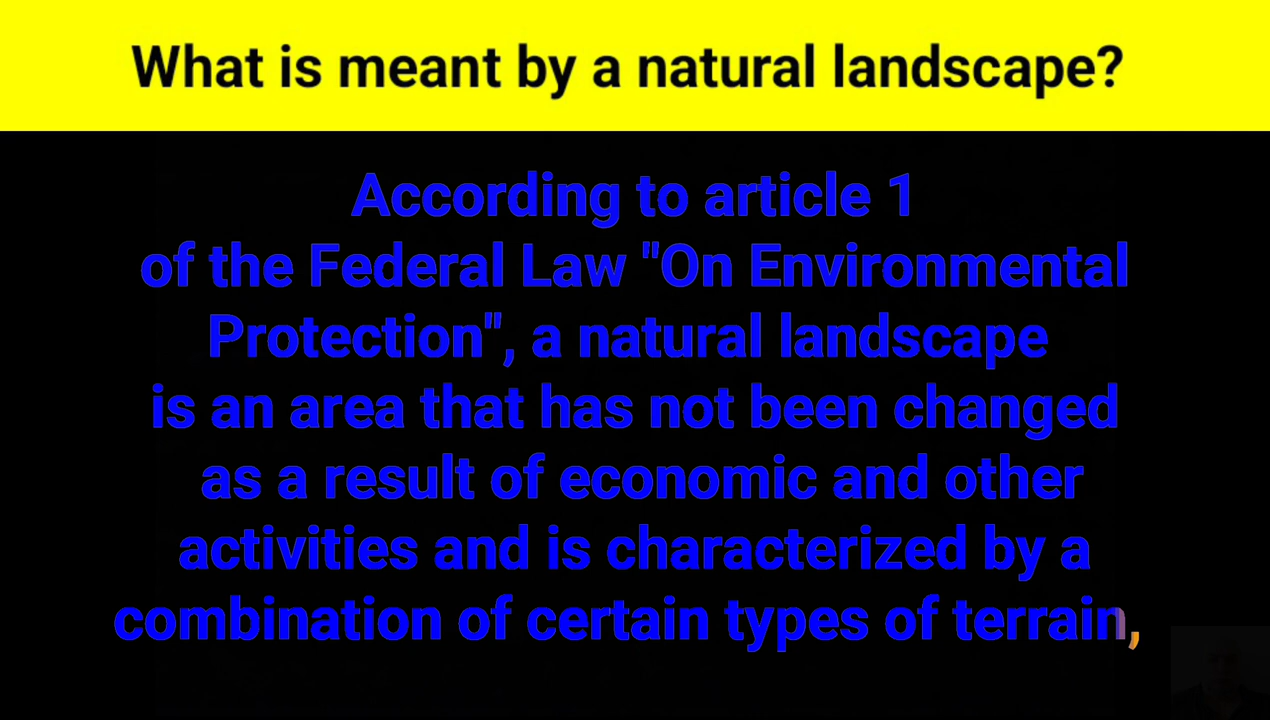 What is meant by a natural landscape?
According to article 1
of the Federal Law "On Environmental
Protection", a natural landscape
is an area that has not been changed
as a result of economic and other
activities and is characterized by a
combination of certain types of terrain,